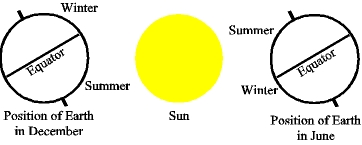 Winter
Equator
Summer
Position of Earth
in December
Sun
Summer
Equator
Winter
Position of Earth
in June